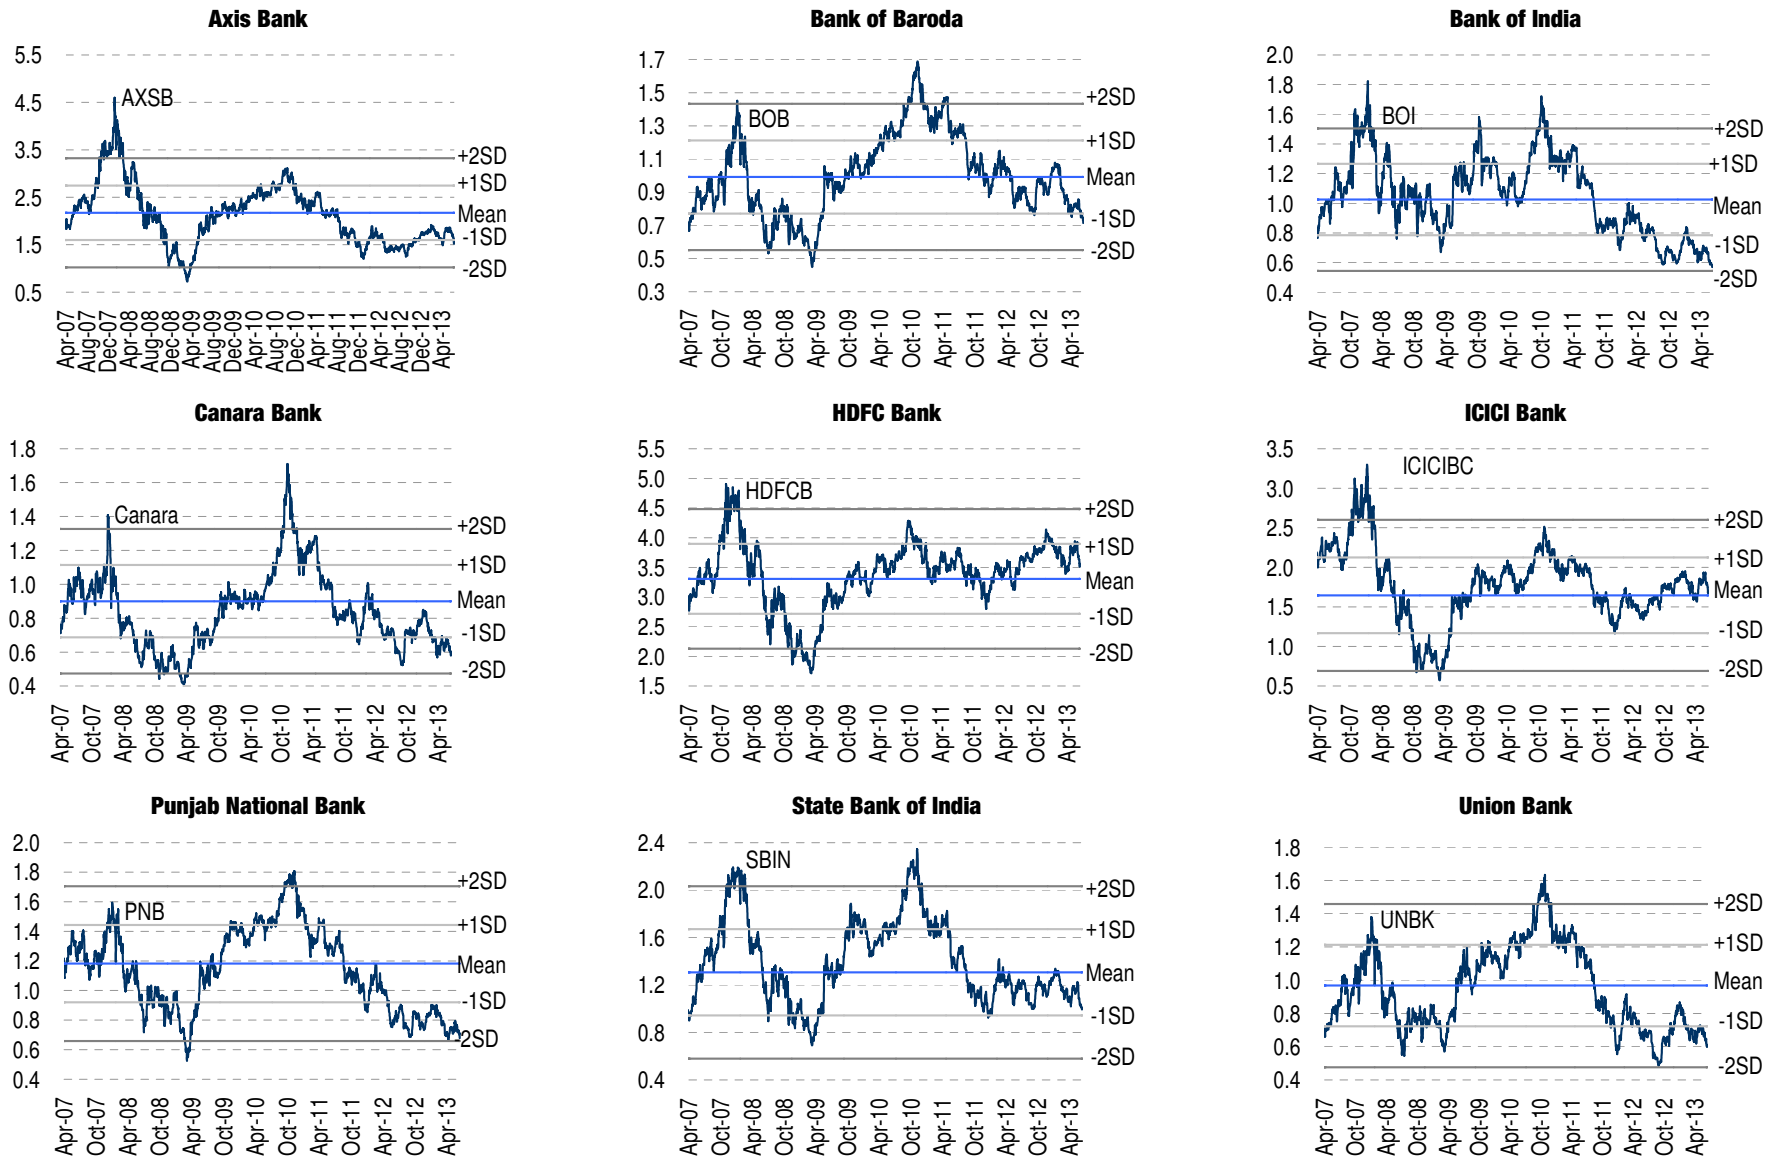 Axis Bank
5.5
4.5
3.5
2.5
1.5
0.5
AXSB
+2SD
+1SD
Mean
-1SD
-2SD
Apr-07
Aug-07
Dec-07
Apr-08
Aug-08
Dec-08
Apr-09
Aug-09
Dec-09
Apr-10
Aug-10
Dec-10
Apr-11
Aug-11
Dec-11
Apr-12
Aug-12
Dec-12
Apr-13
Bank of Baroda
1.7
1.5
1.3
1.1
0.9
0.7
0.5
0.3
BOB
+2SD
+1SD
Mean
-1SD
-2SD
Apr-07
Oct-07
Apr-08
Oct-08
Apr-09
Oct-09
Apr-10
Oct-10
Apr-11
Oct-11
Apr-12
Oct-12
Apr-13
Bank of India
2.0
1.8
1.6
1.4
1.2
1.0
0.8
0.6
0.4
BOI
+2SD
+1SD
Mean
-1SD
-2SD
Apr-07
Oct-07
Apr-08
Oct-08
Apr-09
Oct-09
Apr-10
Oct-10
Apr-11
Oct-11
Apr-12
Oct-12
Apr-13
Canara Bank
1.8
1.6
1.4
1.2
1.0
0.8
0.6
0.4
Canara
+2SD
+1SD
Mean
-1SD
-2SD
Apr-07
Oct-07
Apr-08
Oct-08
Apr-09
Oct-09
Apr-10
Oct-10
Apr-11
Oct-11
Apr-12
Oct-12
Apr-13
HDFC Bank
5.5
5.0
4.5
4.0
3.5
3.0
2.5
2.0
1.5
HDFCB
+2SD
+1SD
Mean
-1SD
-2SD
Apr-07
Oct-07
Apr-08
Oct-08
Apr-09
Oct-09
Apr-10
Oct-10
Apr-11
Oct-11
Apr-12
Oct-12
Apr-13
ICICI Bank
3.5
3.0
2.5
2.0
1.5
1.0
0.5
ICICIBC
+2SD
+1SD
Mean
-1SD
-2SD
Apr-07
Oct-07
Apr-08
Oct-08
Apr-09
Oct-09
Apr-10
Oct-10
Apr-11
Oct-11
Apr-12
Oct-12
Apr-13
Punjab National Bank
2.0
1.8
1.6
1.4
1.2
1.0
0.8
0.6
0.4
PNB
+2SD
+1SD
Mean
-1SD
-2SD
Apr-07
Oct-07
Apr-08
Oct-08
Apr-09
Oct-09
Apr-10
Oct-10
Apr-11
Oct-11
Apr-12
Oct-12
Apr-13
State Bank of India
2.4
2.0
1.6
1.2
0.8
0.4
SBIN
+2SD
+1SD
Mean
-1SD
-2SD
Apr-07
Oct-07
Apr-08
Oct-08
Apr-09
Oct-09
Apr-10
Oct-10
Apr-11
Oct-11
Apr-12
Oct-12
Apr-13
Union Bank
1.8
1.6
1.4
1.2
1.0
0.8
0.6
0.4
UNBK
+2SD
+1SD
Mean
-1SD
-2SD
Apr-07
Oct-07
Apr-08
Oct-08
Apr-09
Oct-09
Apr-10
Oct-10
Apr-11
Oct-11
Apr-12
Oct-12
Apr-13